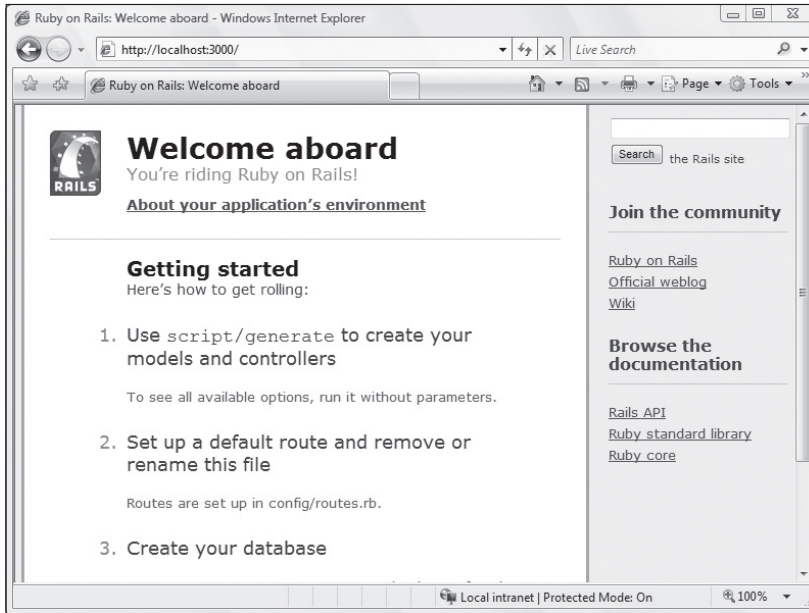 Ruby on Rails: Welcome aboard - Windows Internet Explorer
http://localhost:3000/
Live Search
Ruby on Rails: Welcome aboard
Page
Tools
RAILS
Welcome aboard
You're riding Ruby on Rails!
About your application's environment
Getting started
Here's how to get rolling:
1. Use script/generate to create your
models and controllers
To see all available options, run it without parameters.
2. Set up a default route and remove or
rename this file
Routes are set up in config/routes.rb.
3. Create your database
Search the Rails site
Join the community
Ruby on Rails
Official weblog
Wiki
Browse the
documentation
Rails API
Ruby standard library
Ruby core
Local intranet | Protected Mode: On
100%